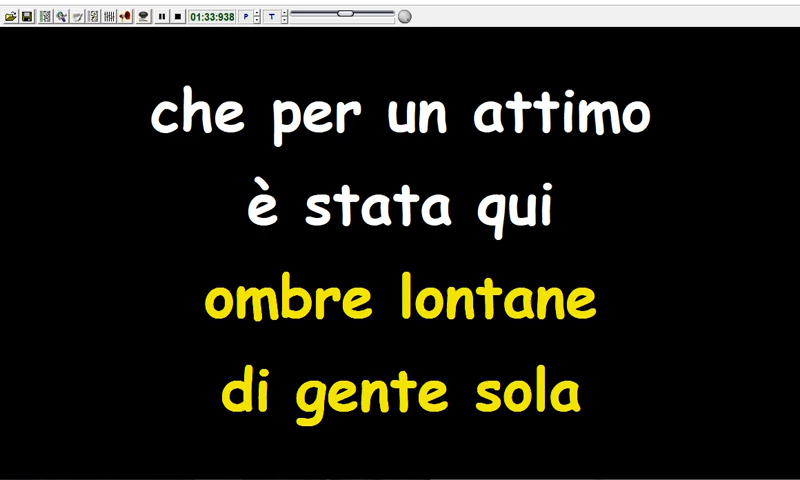 01:33:938 P T
che per un attimo
è stata qui
ombre lontane
di gente sola